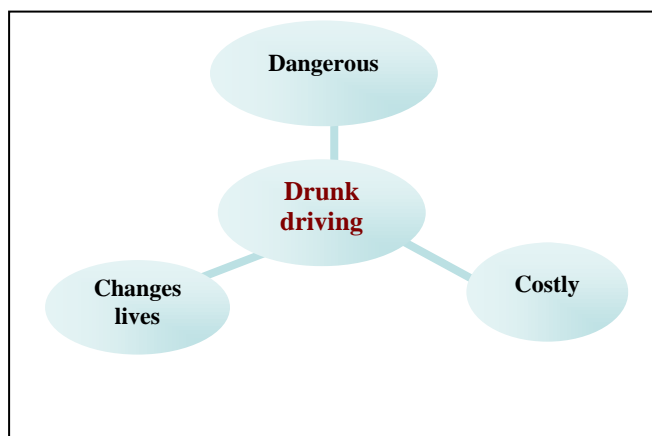 Dangerous
Drunk
driving
Changes
lives
Costly